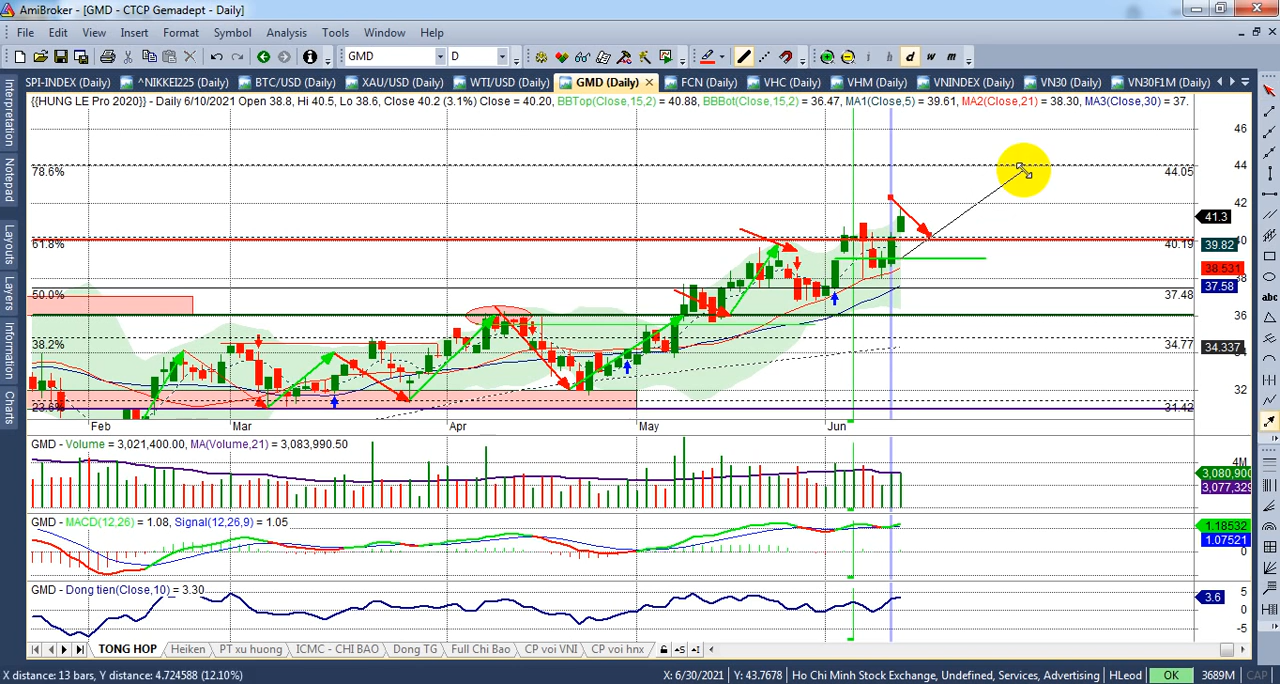 AmiBroker - [GMD - CTCP Gemadept - Daily]
File Edit View Insert Format Symbol Analysis Tools Window Help
GMD D i h d w m
SPI-INDEX (Daily) ^NIKKEI225 (Daily) BTC/USD (Daily) XAU/USD (Daily) WTI/USD (Daily) GMD (Daily) FCN (Daily) VHC (Daily) VHM (Daily) VNINDEX (Daily) VN30 (Daily) VN30F1M (Daily)
{{HUNG LE Pro 2020}} - Daily 6/10/2021 Open 38.8, Hi 40.5, Lo 38.6, Close 40.2 (3.1%) Close = 40.20, BBTop(Close,15,2) = 40.88, BBBot(Close,15,2) = 36.47, MA1(Close,5) = 39.61, MA2(Close,21) = 38.30, MA3(Close,30) = 37.
Interpretation
Notepad
Layouts
Layers
Information
Charts
46
44
78.6% 44.05
42
41.3
40
61.8% 40.19
39.82
38.531
38
37.58
50.0% 37.48
36
38.2% 34.77
34.337
32
23.6% 31.42
Feb Mar Apr May Jun
GMD - Volume = 3,021,400.00, MA(Volume,21) = 3,083,990.50
4M
3,080,900
3,077,329
GMD - MACD(12,26) = 1.08, Signal(12,26,9) = 1.05
1.18532
1.07521
0
GMD - Dong tien(Close,10) = 3.30
5
3.6
0
-5
TONG HOP Heiken PT xu huong ICMC - CHI BAO Dong TG Full Chi Bao CP voi VNI CP voi hnx
abc
X distance: 13 bars, Y distance: 4.724588 (12.10%) X: 6/30/2021 Y: 43.7678 Ho Chi Minh Stock Exchange, Undefined, Services, Advertising HLeod OK 3689M CAP